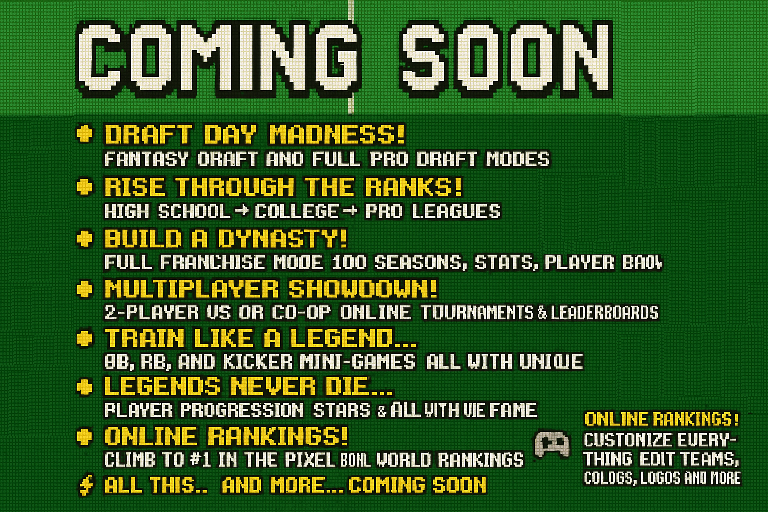 COMING SOON
DRAFT DAY MADNESS!
FANTASY DRAFT AND FULL PRO DRAFT MODES
RISE THROUGH THE RANKS!
HIGH SCHOOL → COLLEGE → PRO LEAGUES
BUILD A DYNASTY!
FULL FRANCHISE MODE 100 SEASONS, STATS, PLAYER
MULTIPLAYER SHOWDOWN!
2-PLAYER VS OR CO-OP ONLINE TOURNAMENTS & LEADERBOARDS
TRAIN LIKE A LEGEND...
QB, RB, AND KICKER MINI-GAMES ALL WITH UNIQUE
LEGENDS NEVER DIE...
PLAYER PROGRESSION STARS & ALL WITH VIE FAME
ONLINE RANKINGS!
CLIMB TO #1 IN THE PIXEL WORLD RANKINGS
ALL THIS.. AND MORE... COMING SOON
ONLINE RANKINGS!
CUSTONIZE EVERY-
THING EDIT TEAMS,
COLOGS, LOGOS AND MORE